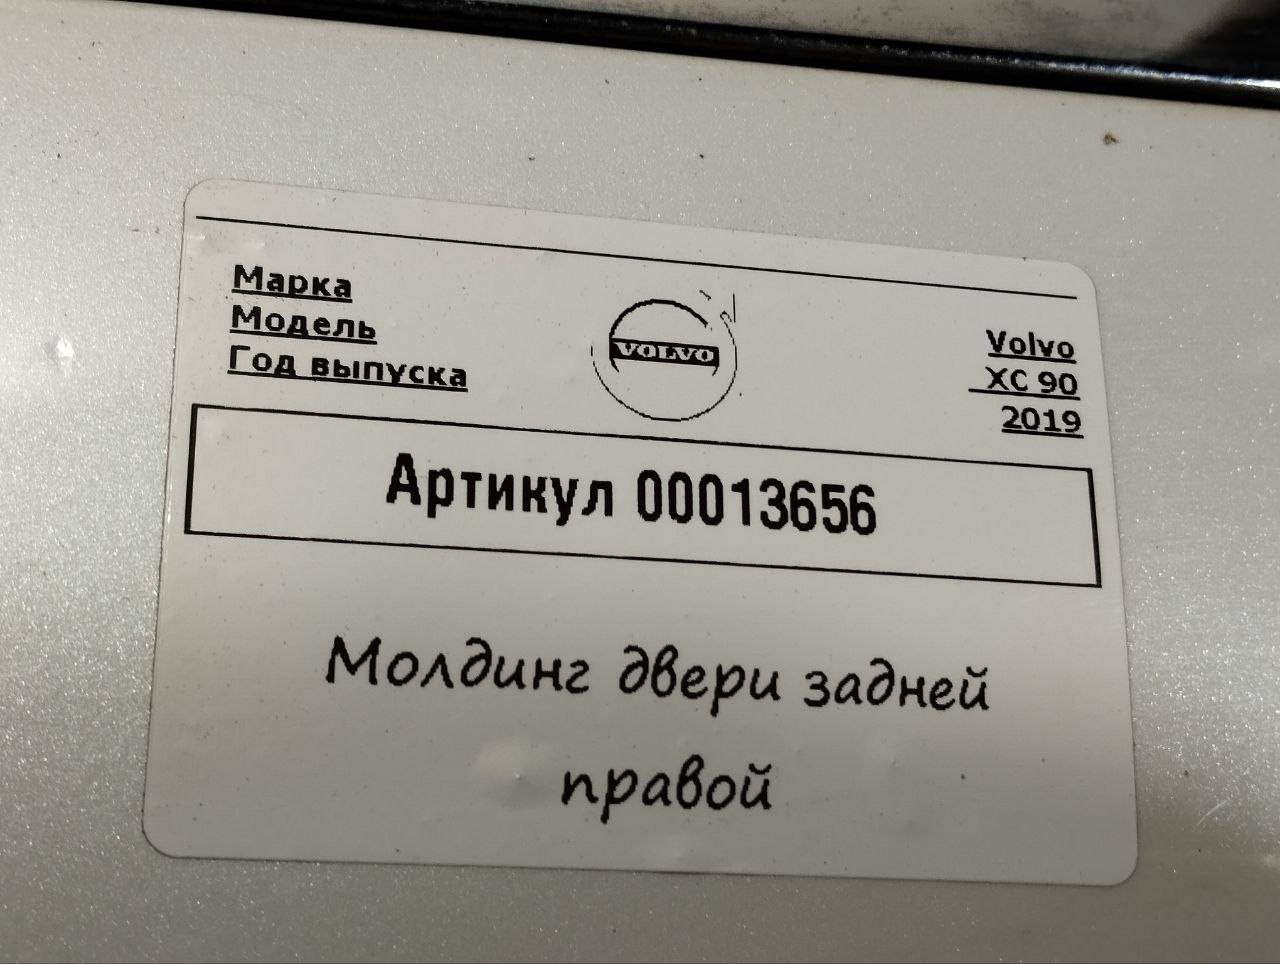 Марка
Модель
Год выпуска
VOLVO
Volvo
XC 90
2019
Артикул 00013656
Молдинг двери задней
правой